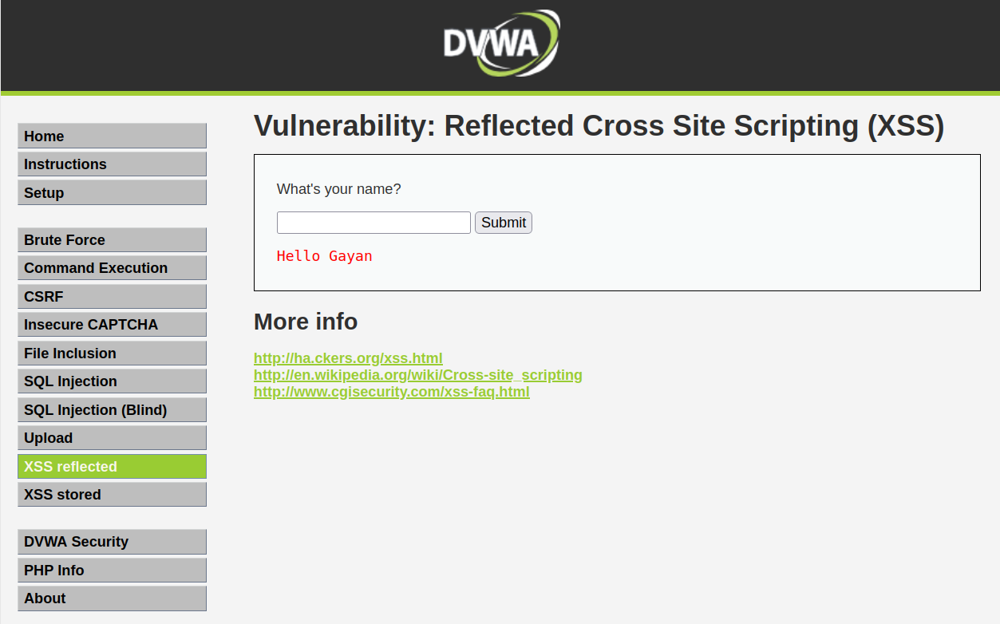 DVWA
Home
Instructions
Setup
Brute Force
Command Execution
CSRF
Insecure CAPTCHA
File Inclusion
SQL Injection
SQL Injection (Blind)
Upload
XSS reflected
XSS stored
DVWA Security
PHP Info
About
Vulnerability: Reflected Cross Site Scripting (XSS)
What's your name?
Submit
Hello Gayan
More info
http://ha.ckers.org/xss.html
http://en.wikipedia.org/wiki/Cross-site_scripting
http://www.cgisecurity.com/xss-faq.html